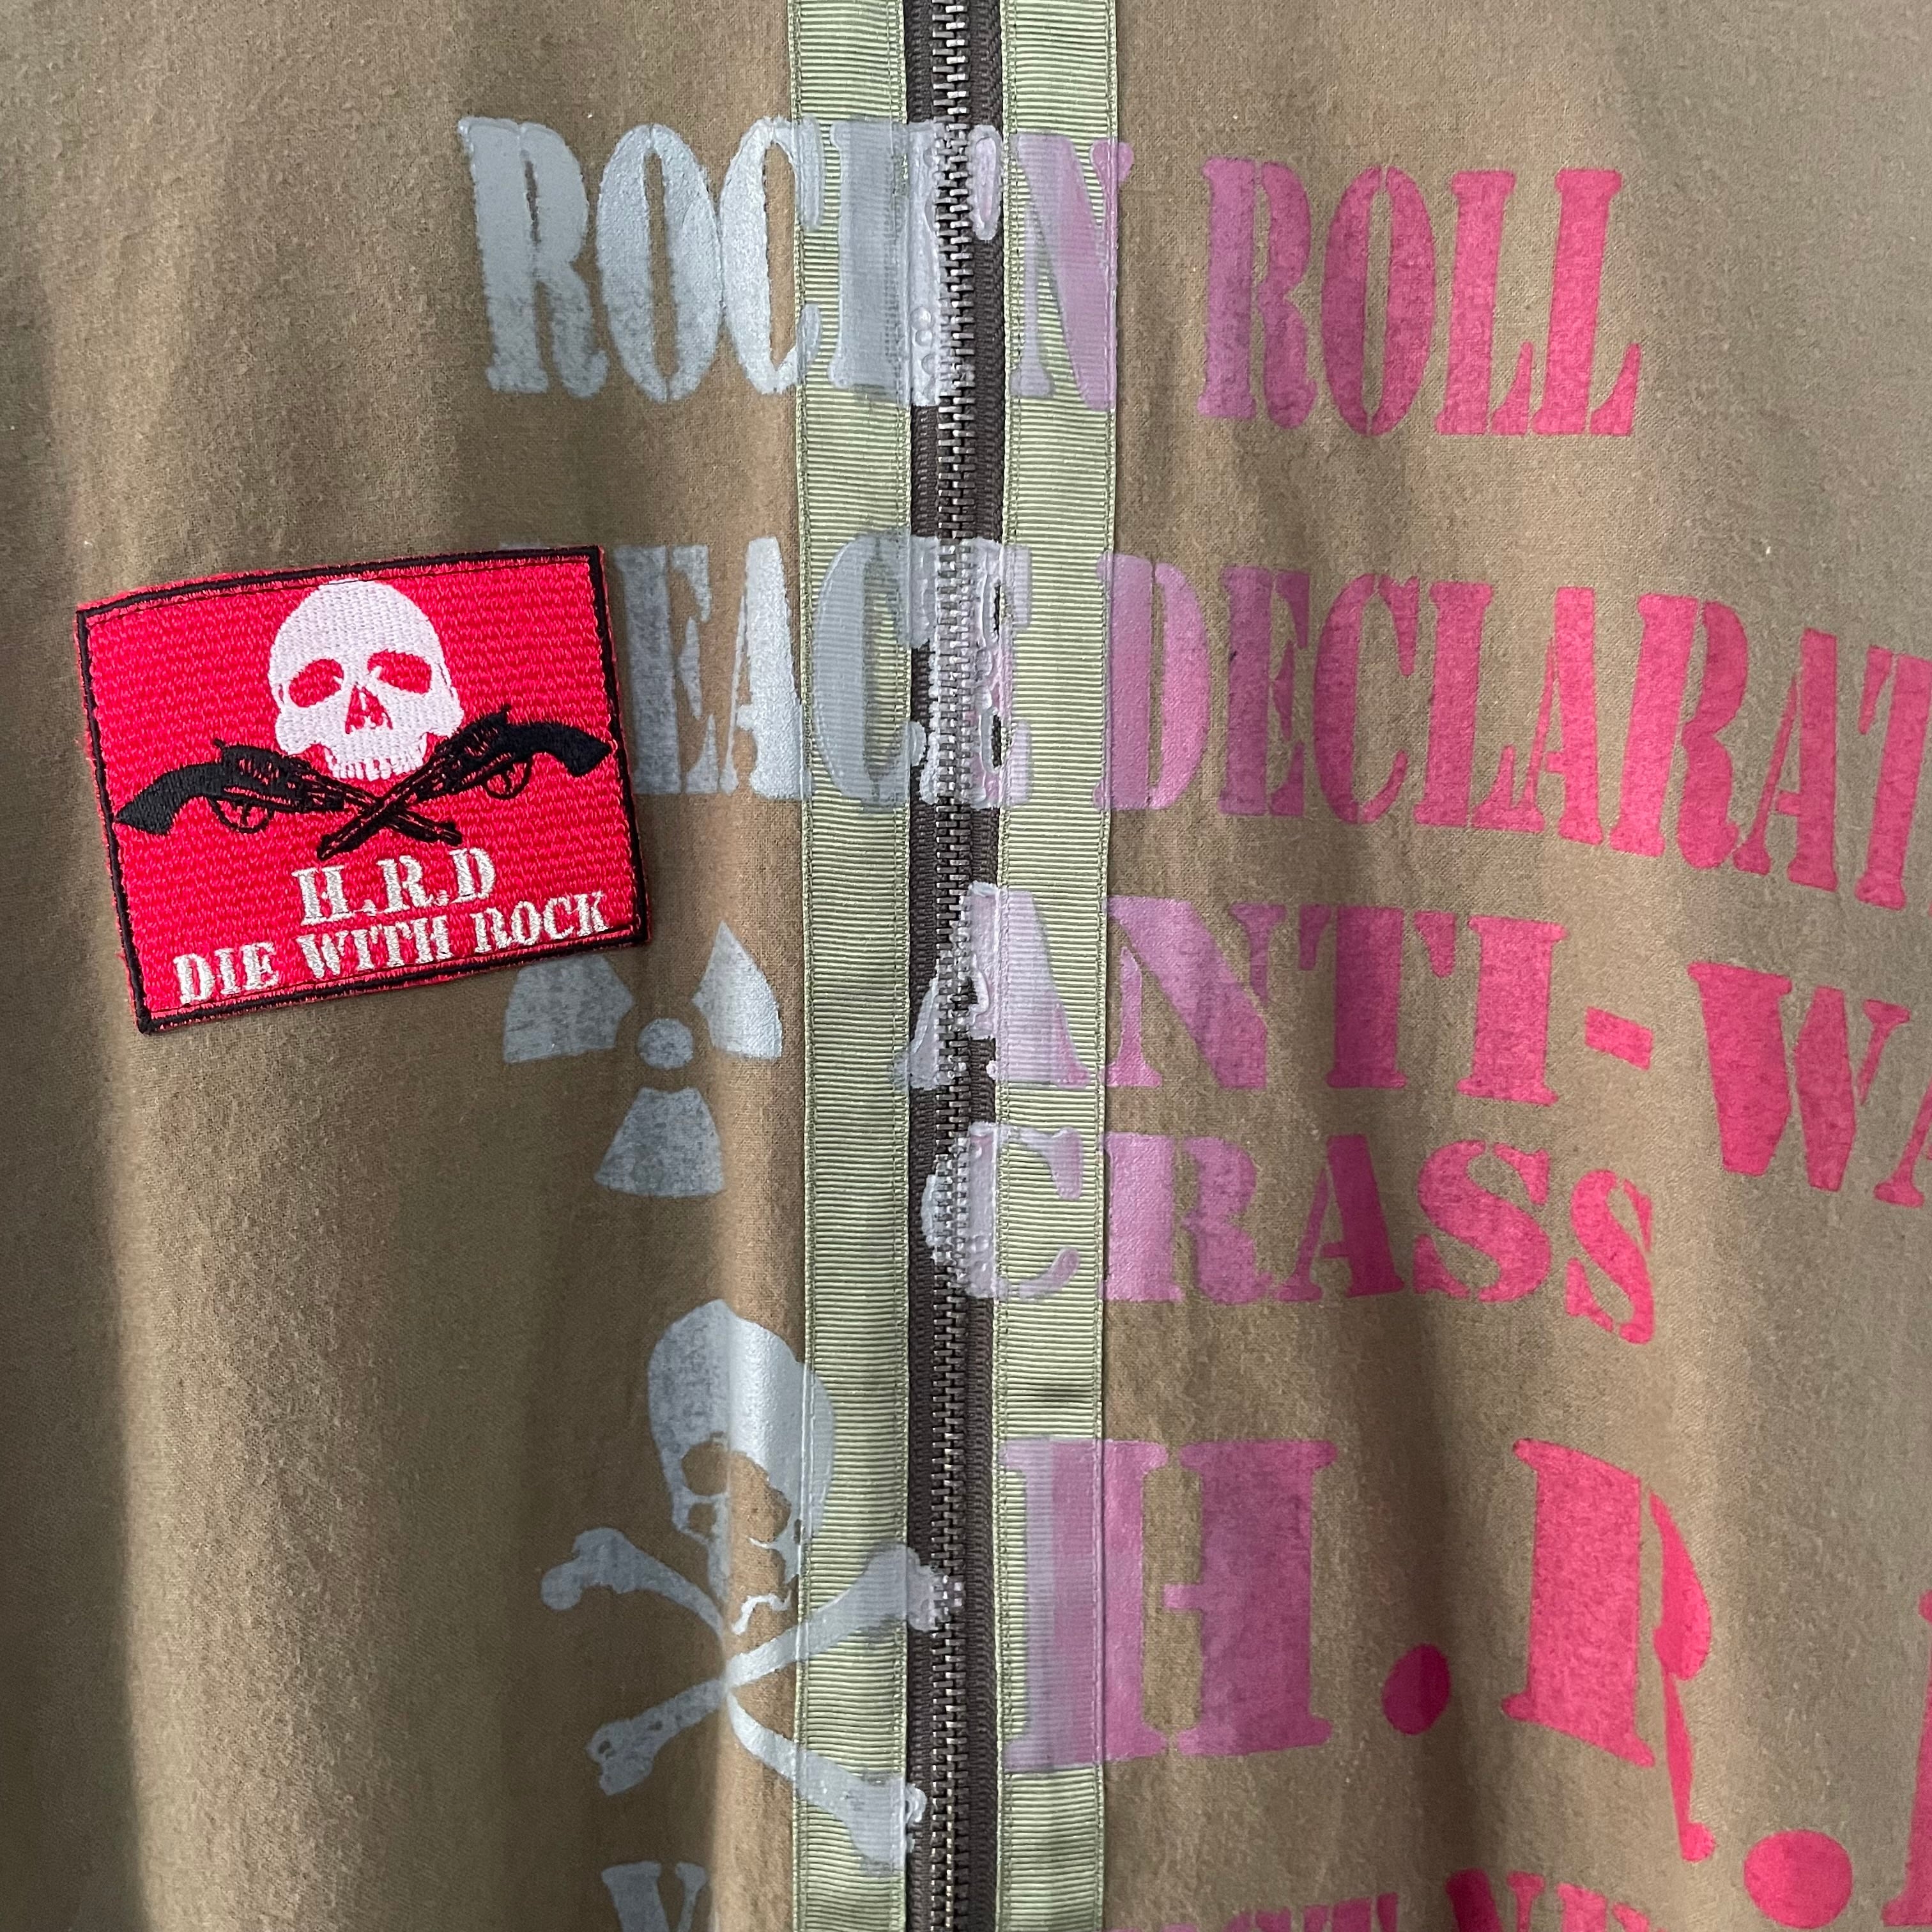 ROCK'N ROLL
PEACE DECLARAT
ANTI-WA
CRASS
H.R.
H.R.D
DIE WITH ROCK